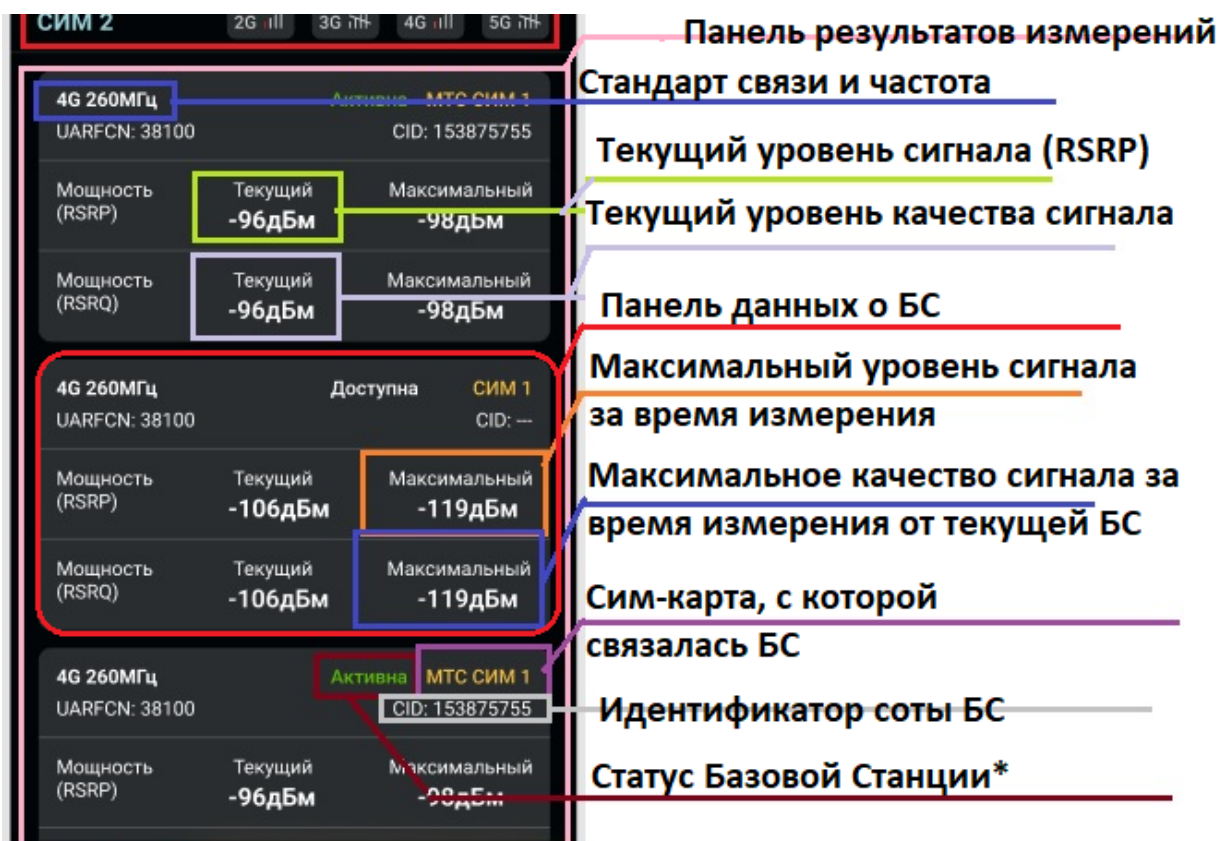 СИМ 2 2G 3G 4G 5G
Панель результатов измерений
4G 260МГц Активна МТС СИМ 1
Стандарт связи и частота
UARFCN: 38100 CID: 153875755
Текущий уровень сигнала (RSRP)
Мощность (RSRP) Текущий -96дБм Максимальный -98дБм
Текущий уровень качества сигнала
Мощность (RSRQ) Текущий -96дБм Максимальный -98дБм
Панель данных о БС
4G 260МГц Доступна СИМ 1
UARFCN: 38100 CID: ---
Максимальный уровень сигнала
за время измерения
Мощность (RSRP) Текущий -106дБм Максимальный -119дБм
Максимальное качество сигнала за
время измерения от текущей БС
Мощность (RSRQ) Текущий -106дБм Максимальный -119дБм
Сим-карта, с которой
связалась БС
4G 260МГц Активна МТС СИМ 1
UARFCN: 38100 CID: 153875755
Идентификатор соты БС
Мощность (RSRP) Текущий -96дБм Максимальный -98дБм
Статус Базовой Станции*